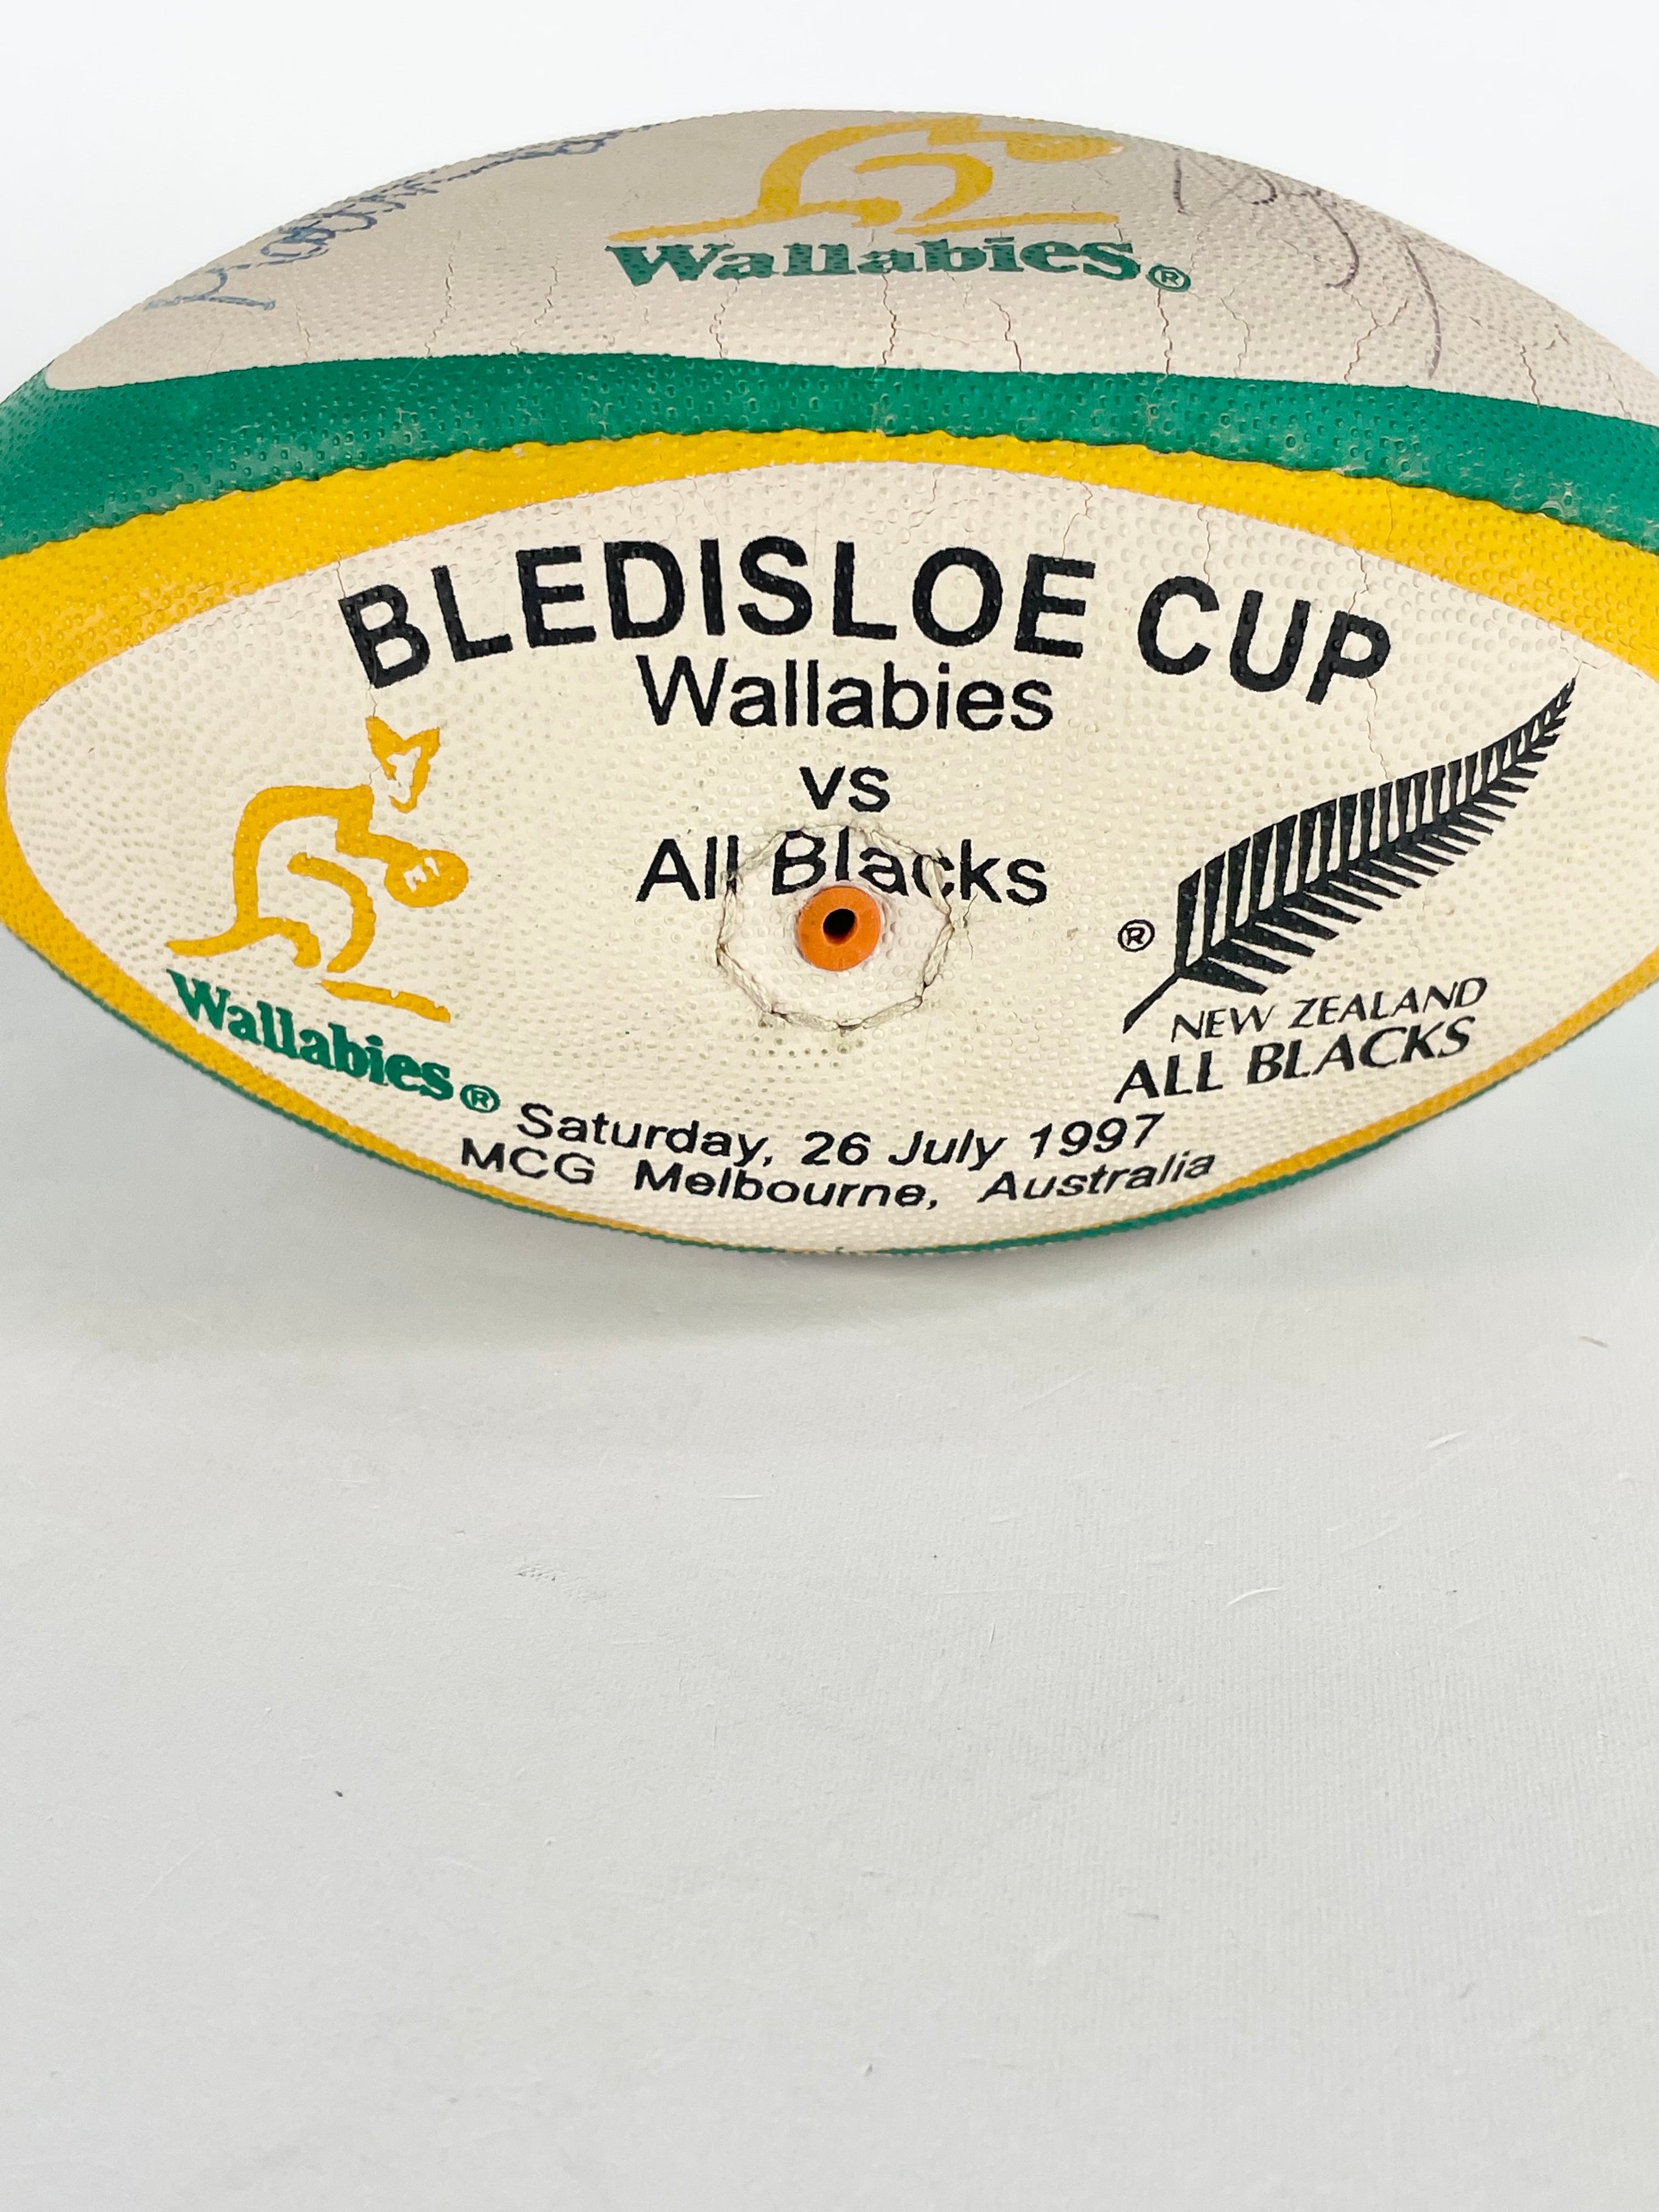 Wallabies®
BLEDISLOE CUP
Wallabies
vs
All Blacks
Wallabies®
®
NEW ZEALAND
ALL BLACKS
Saturday, 26 July 1997
MCG Melbourne, Australia